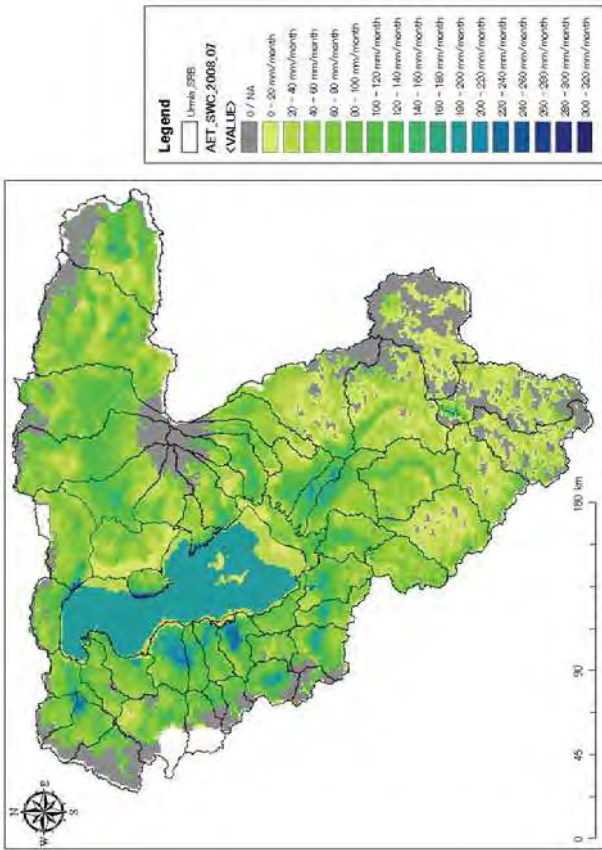 Legend
Urmia_SRB
AET_SWC_2008_07
<VALUE>
0 / NA
0 - 20 mm/month
20 - 40 mm/month
40 - 60 mm/month
60 - 80 mm/month
80 - 100 mm/month
100 - 120 mm/month
120 - 140 mm/month
140 - 160 mm/month
160 - 180 mm/month
180 - 200 mm/month
200 - 220 mm/month
220 - 240 mm/month
240 - 260 mm/month
260 - 280 mm/month
280 - 300 mm/month
300 - 320 mm/month
N
W E
S
0 45 90 180 km